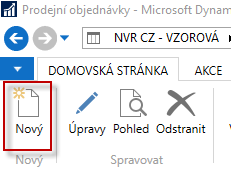 Prodejní objednávky - Microsoft Dynam
NVR CZ - VZOROVÁ
DOMOVSKÁ STRÁNKA AKCE
Nový Úpravy Pohled Odstranit
Nový Spravovat